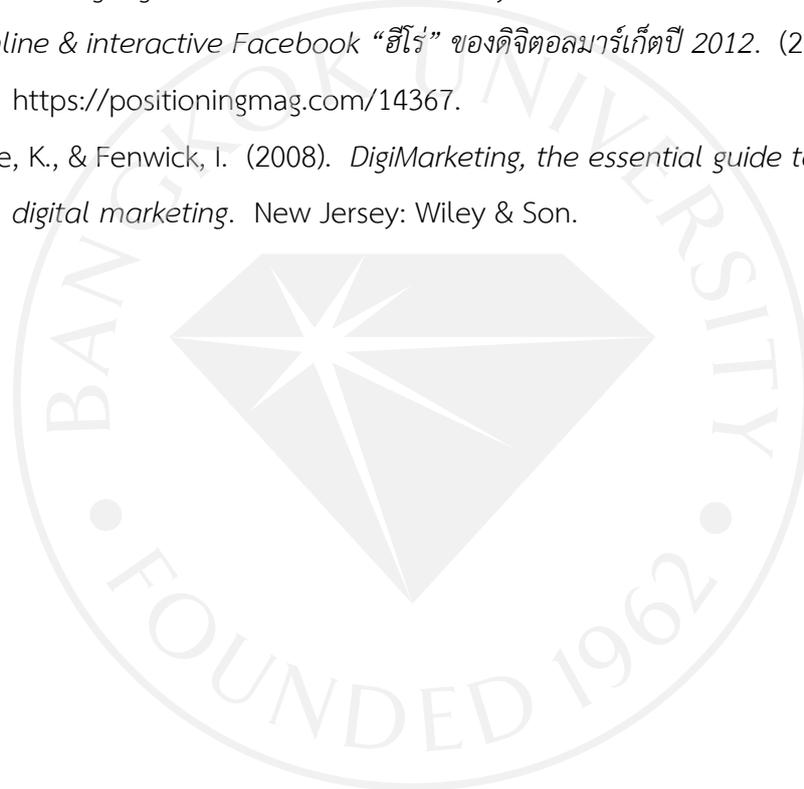 line & interactive Facebook “ฮีโร่” ของดิจิตอลมาร์เก็ตปี 2012. (2
https://positioningmag.com/14367.
e, K., & Fenwick, I. (2008). DigiMarketing, the essential guide t
digital marketing. New Jersey: Wiley & Son.
BANGKOK UNIVERSITY
FOUNDED 1962